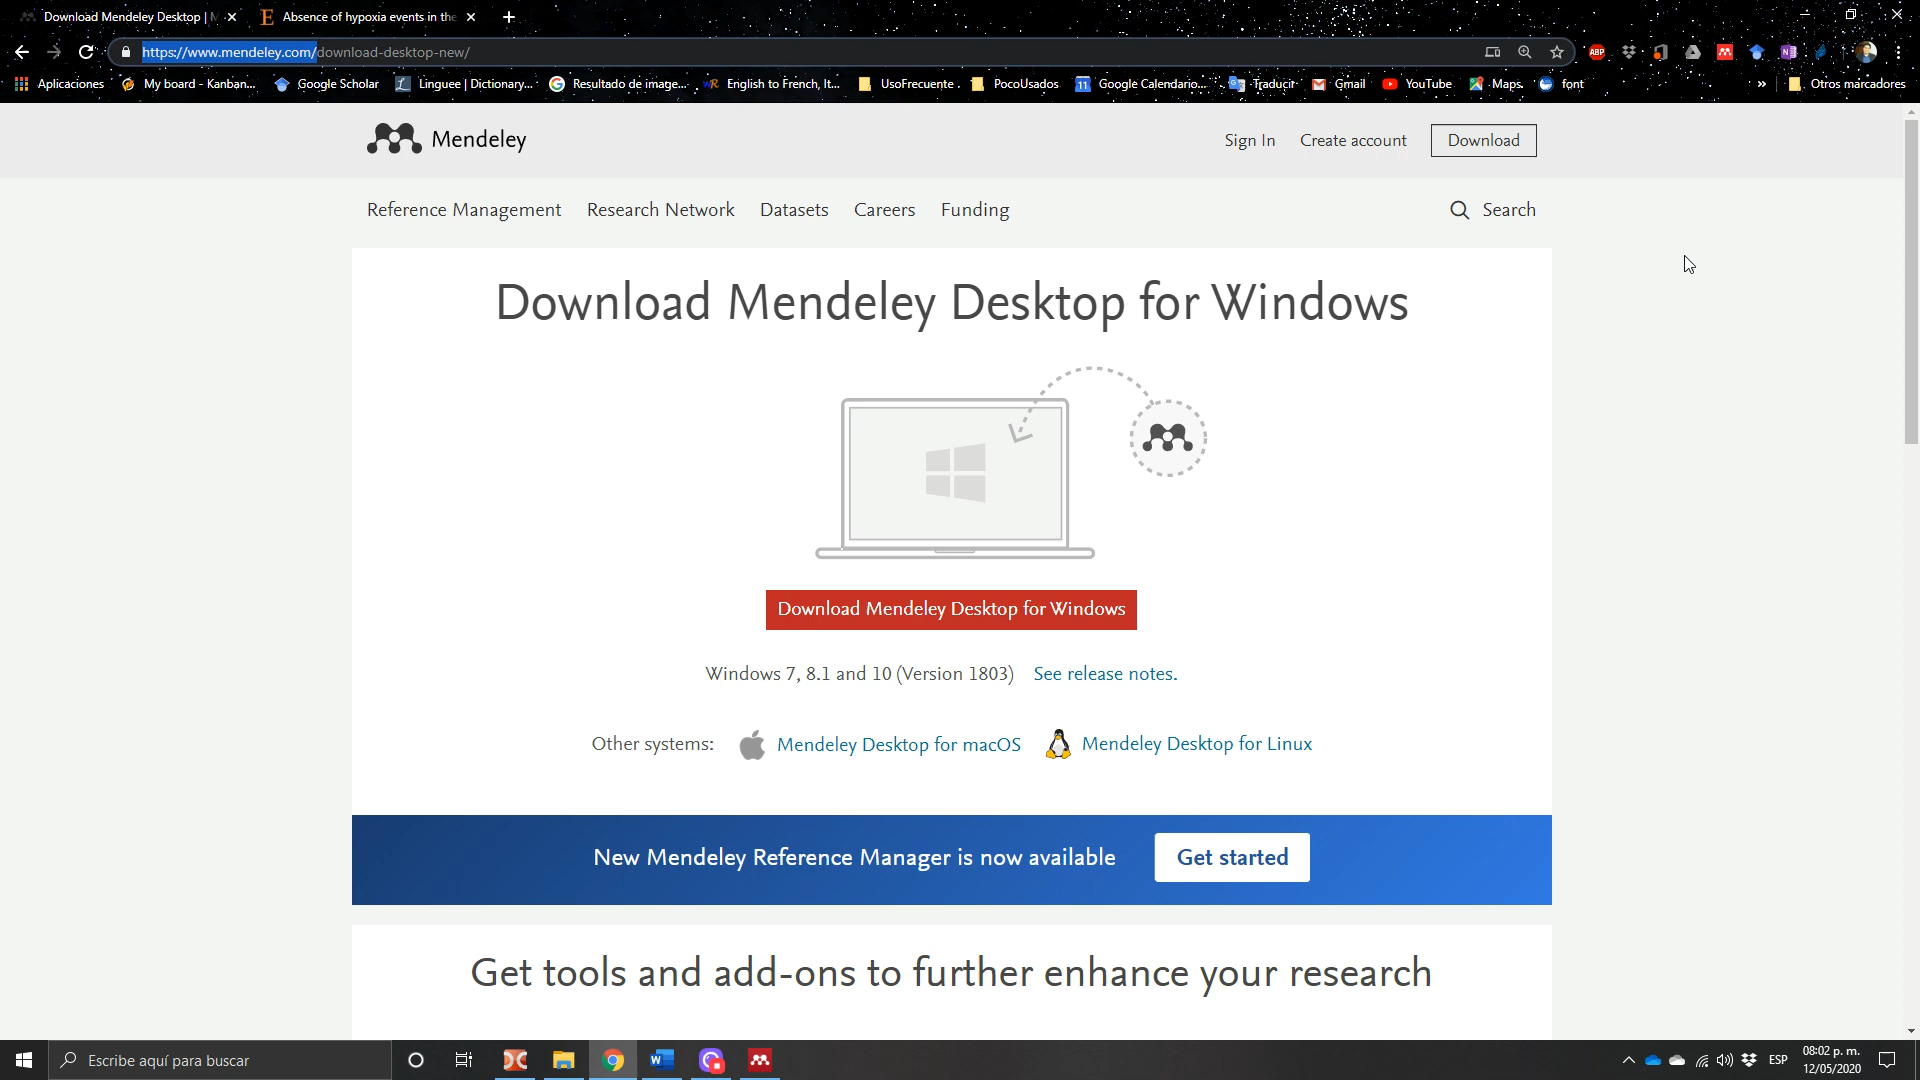 Download Mendeley Desktop |
Absence of hypoxia events in the
https://www.mendeley.com/download-desktop-new/
ABP
Aplicaciones
My board - Kanban...
Google Scholar
Linguee | Dictionary...
Resultado de image...
English to French, It...
UsoFrecuente
PocoUsados
Google Calendario...
Traducir
Gmail
YouTube
Maps
font
»
Otros marcadores
Mendeley
Sign In
Create account
Download
Reference Management
Research Network
Datasets
Careers
Funding
Search
Download Mendeley Desktop for Windows
Download Mendeley Desktop for Windows
Windows 7, 8.1 and 10 (Version 1803) See release notes.
Other systems: Mendeley Desktop for macOS Mendeley Desktop for Linux
New Mendeley Reference Manager is now available
Get started
Get tools and add-ons to further enhance your research
Escribe aquí para buscar
ESP
08:02 p. m.
12/05/2020